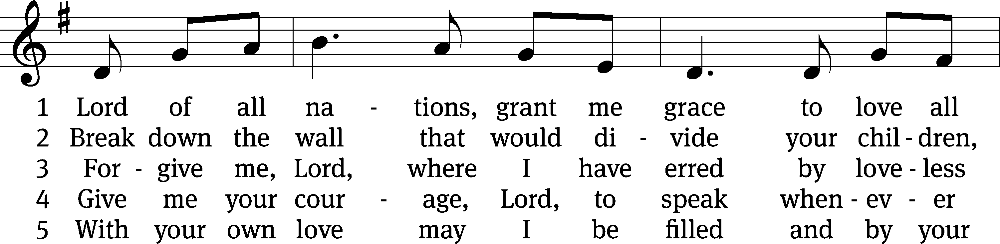 1 Lord of all na - tions, grant me grace to love all
2 Break down the wall that would di - vide your chil - dren,
3 For - give me, Lord, where I have erred by love - less
4 Give me your cour - age, Lord, to speak when - ev - er
5 With your own love may I be filled and by your